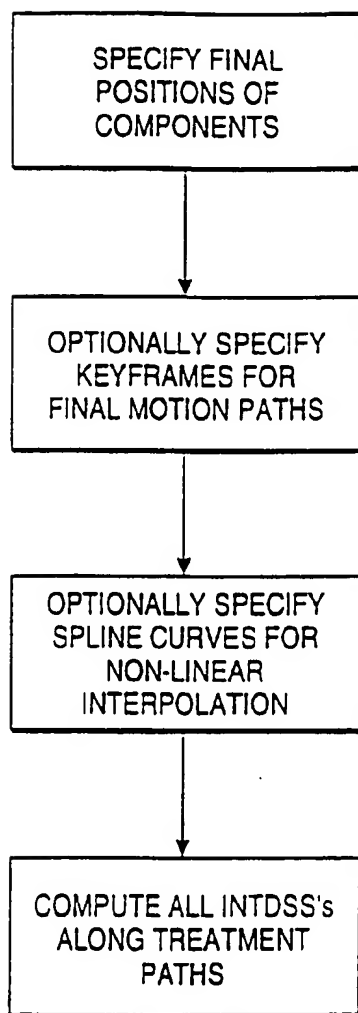 SPECIFY FINAL
POSITIONS OF
COMPONENTS
OPTIONALLY SPECIFY
KEYFRAMES FOR
FINAL MOTION PATHS
OPTIONALLY SPECIFY
SPLINE CURVES FOR
NON-LINEAR
INTERPOLATION
COMPUTE ALL INTDSS's
ALONG TREATMENT
PATHS